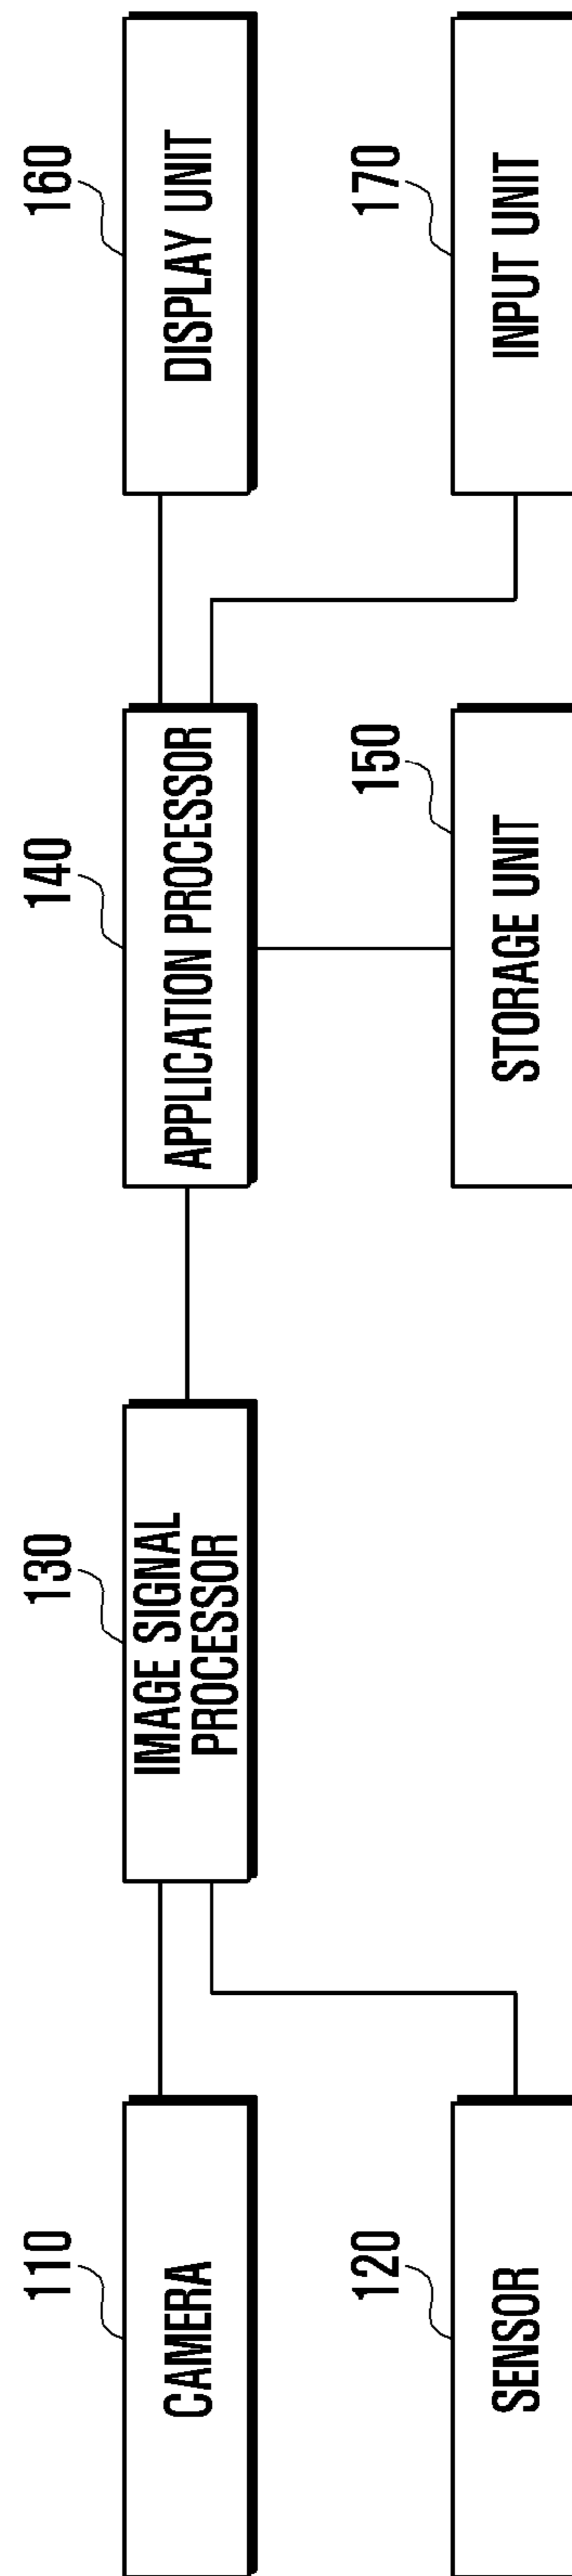 110
CAMERA
130
IMAGE SIGNAL
PROCESSOR
140
APPLICATION PROCESSOR
160
DISPLAY UNIT
120
SENSOR
150
STORAGE UNIT
170
INPUT UNIT